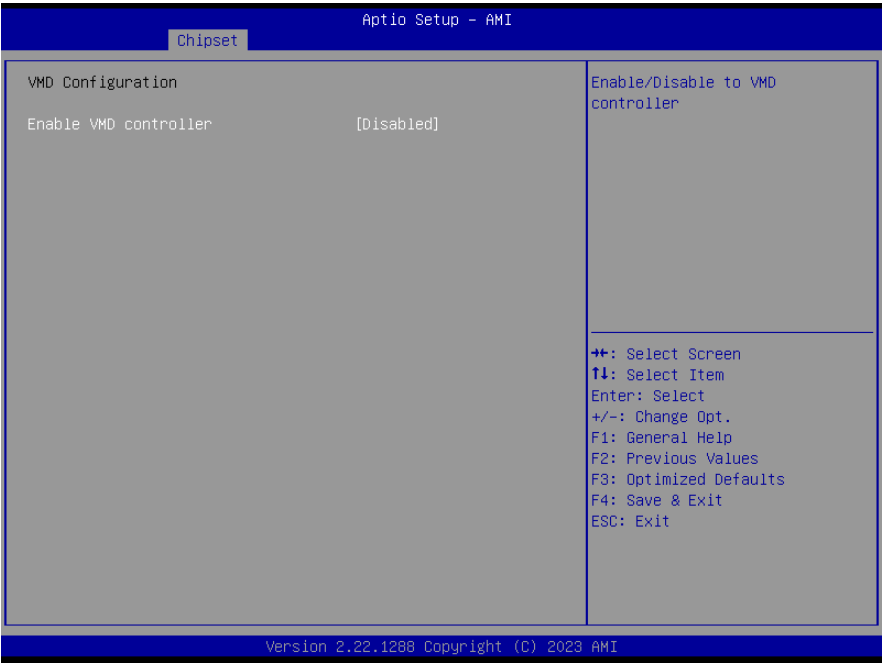 Aptio Setup – AMI
Chipset
VMD Configuration
Enable VMD controller [Disabled]
Enable/Disable to VMD
controller
→←: Select Screen
↑↓: Select Item
Enter: Select
+/-: Change Opt.
F1: General Help
F2: Previous Values
F3: Optimized Defaults
F4: Save & Exit
ESC: Exit
Version 2.22.1288 Copyright (C) 2023 AMI